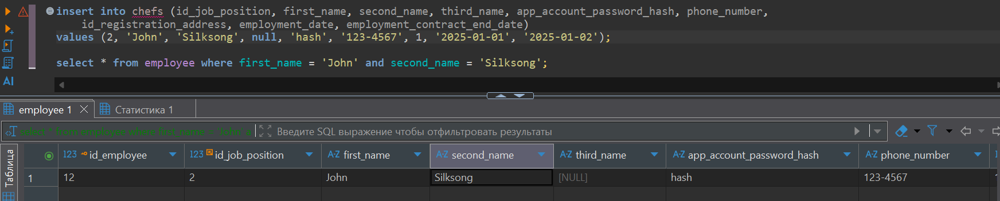 insert into chefs (id_job_position, first_name, second_name, third_name, app_account_password_hash, phone_number,
id_registration_address, employment_date, employment_contract_end_date)
values (2, 'John', 'Silksong', null, 'hash', '123-4567', 1, '2025-01-01', '2025-01-02');
select * from employee where first_name = 'John' and second_name = 'Silksong';
AI
employee 1
Статистика 1
select * from employee where first_name = 'John' a
Введите SQL выражение чтобы отфильтровать результаты
Таблица
123 id_employee 123 id_job_position A-Z first_name A-Z second_name A-Z third_name A-Z app_account_password_hash A-Z phone_number
1 12 2 John Silksong [NULL] hash 123-4567